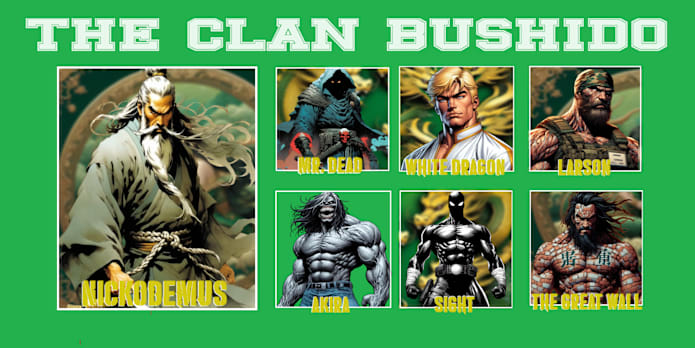 THE CLAN BUSHIDO
NICKODEMUS
MR. DEAD
WHITE DRAGON
LARSON
AKIRA
SIGHT
THE GREAT WALL